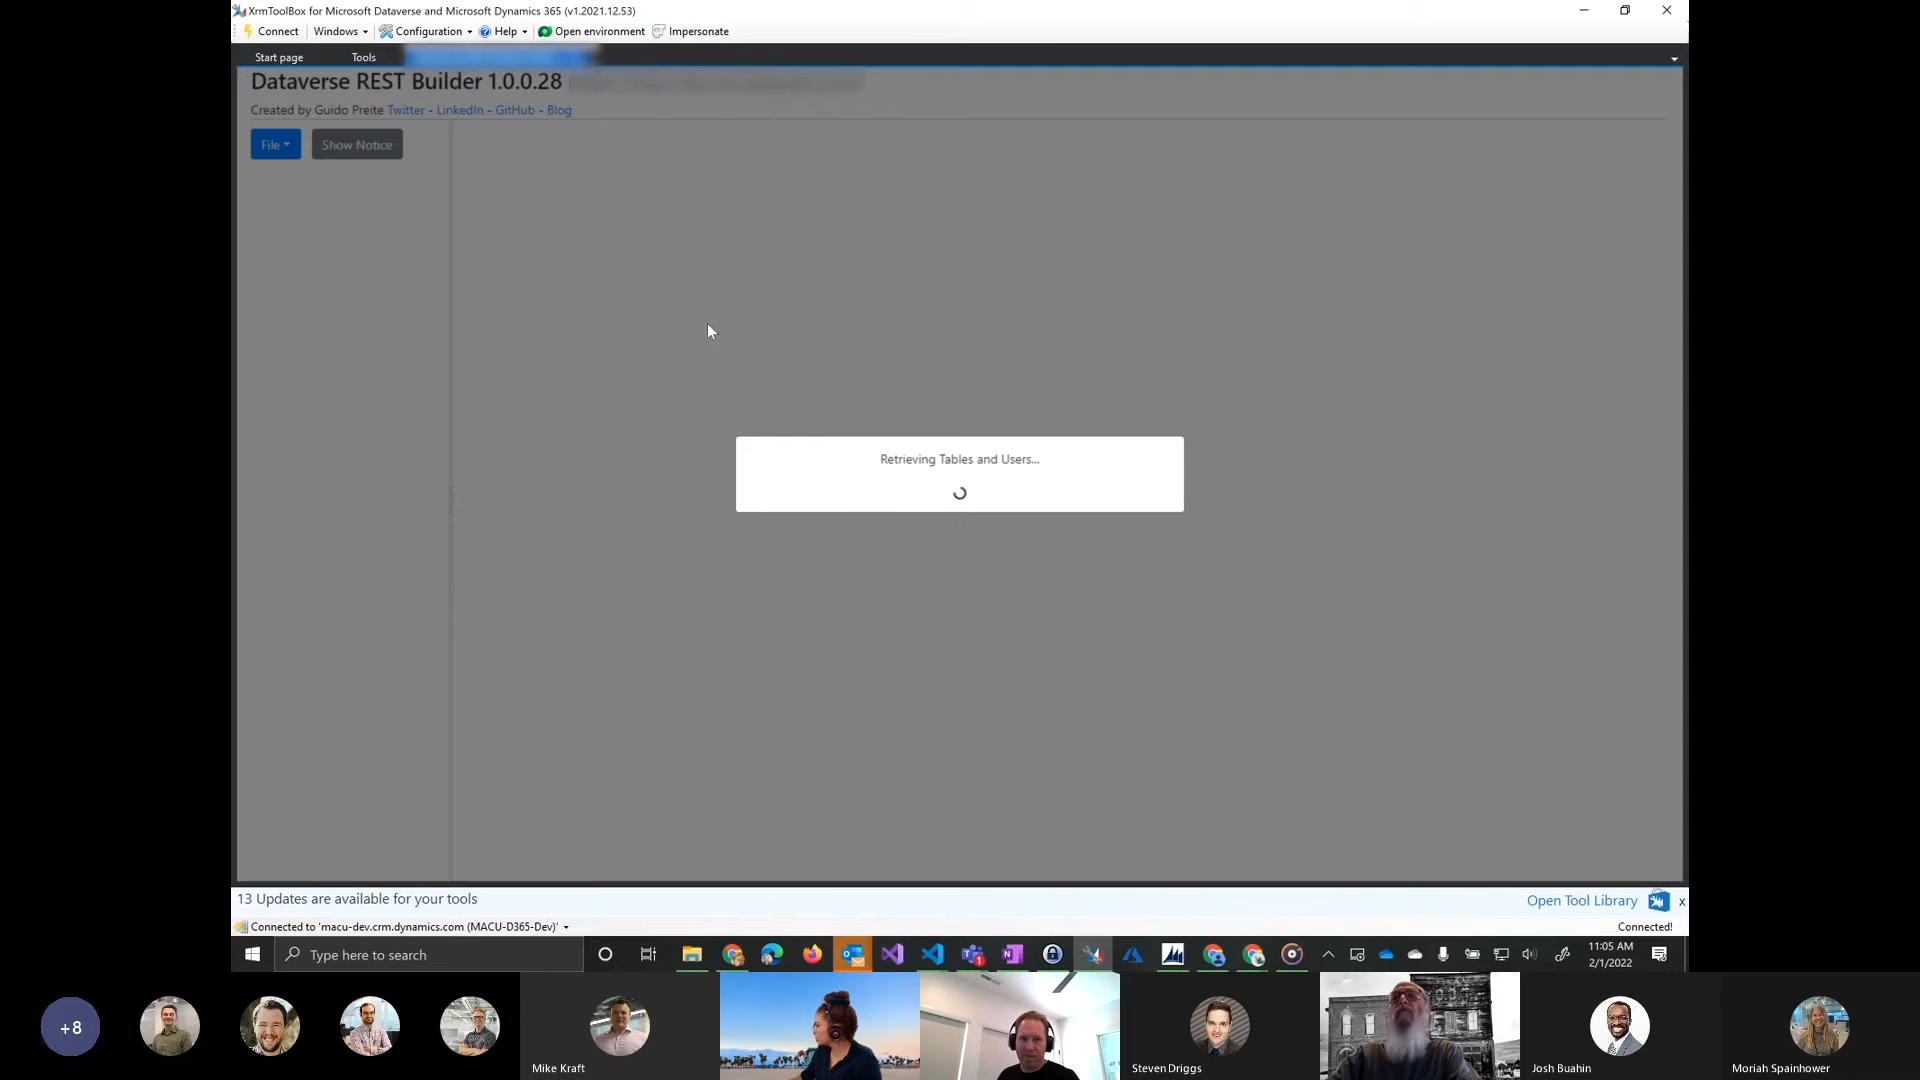 XrmToolBox for Microsoft Dataverse and Microsoft Dynamics 365 (v1.2021.12.53)
Connect Windows Configuration Help Open environment Impersonate
Start page Tools
Dataverse REST Builder 1.0.0.28
Created by Guido Preite Twitter - LinkedIn - GitHub - Blog
File Show Notice
Retrieving Tables and Users...
13 Updates are available for your tools
Open Tool Library x
Connected to 'macu-dev.crm.dynamics.com (MACU-D365-Dev)'
Connected!
Type here to search
11:05 AM
2/1/2022
+8
Mike Kraft
Steven Driggs
Josh Buahin
Moriah Spainhower